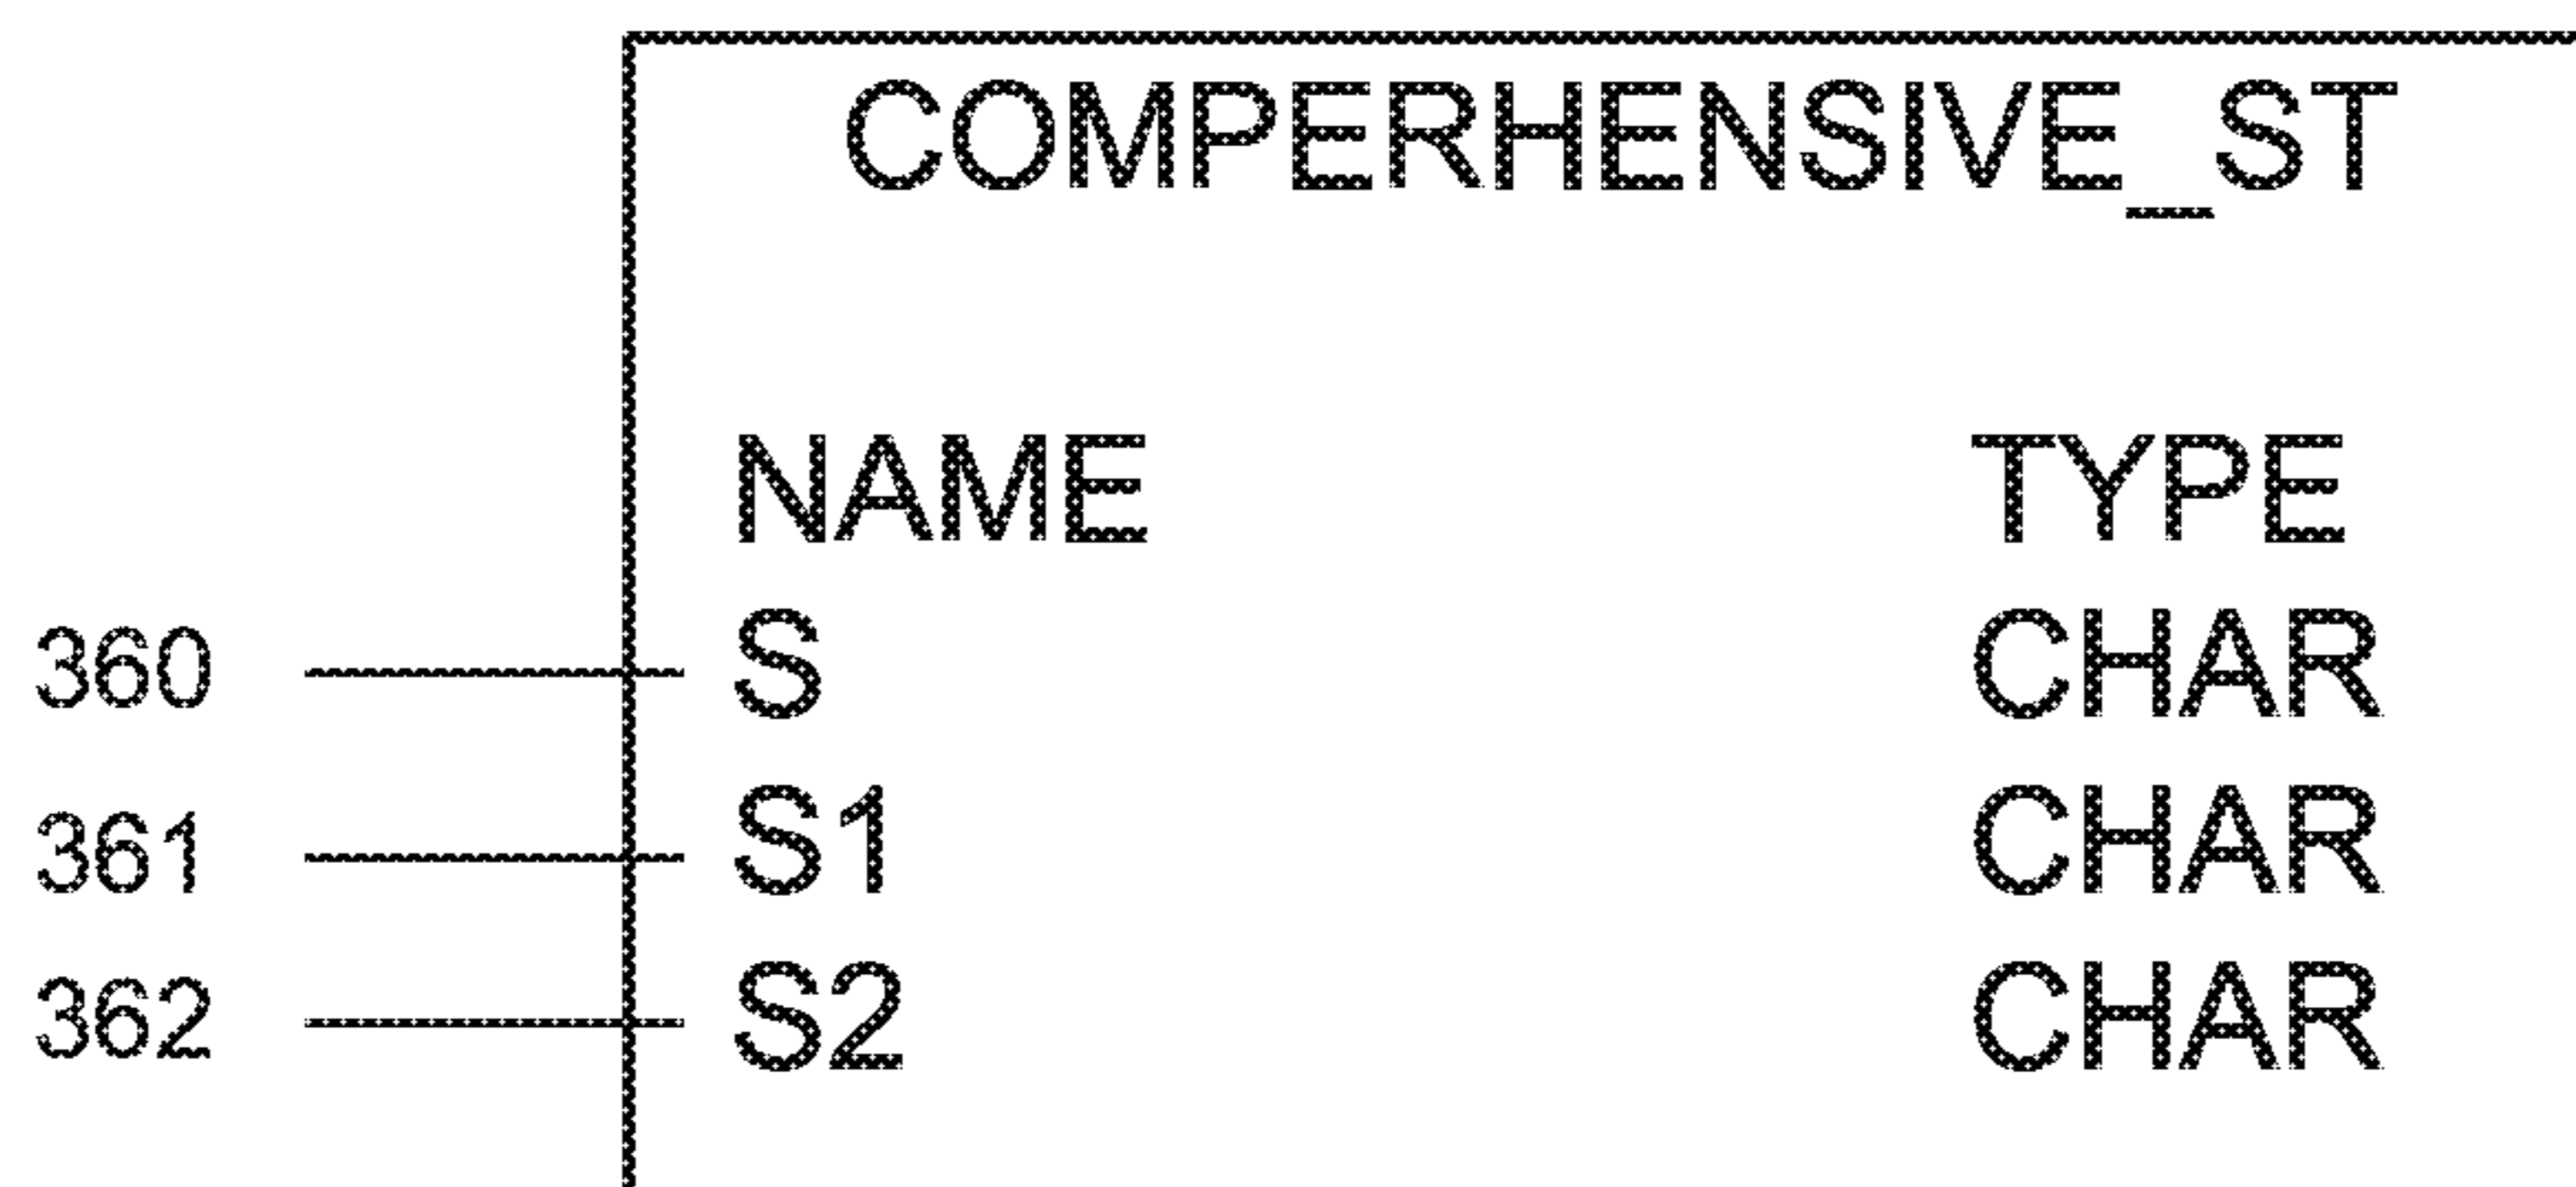 COMPERHENSIVE_ST
NAME TYPE
360 S CHAR
361 S1 CHAR
362 S2 CHAR